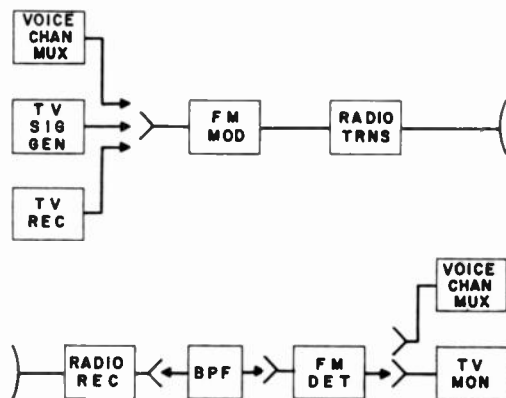 VOICE
CHAN
MUX
TV
SIG
GEN
TV
REC
FM
MOD
RADIO
TRNS
RADIO
REC
BPF
FM
DET
VOICE
CHAN
MUX
TV
MON